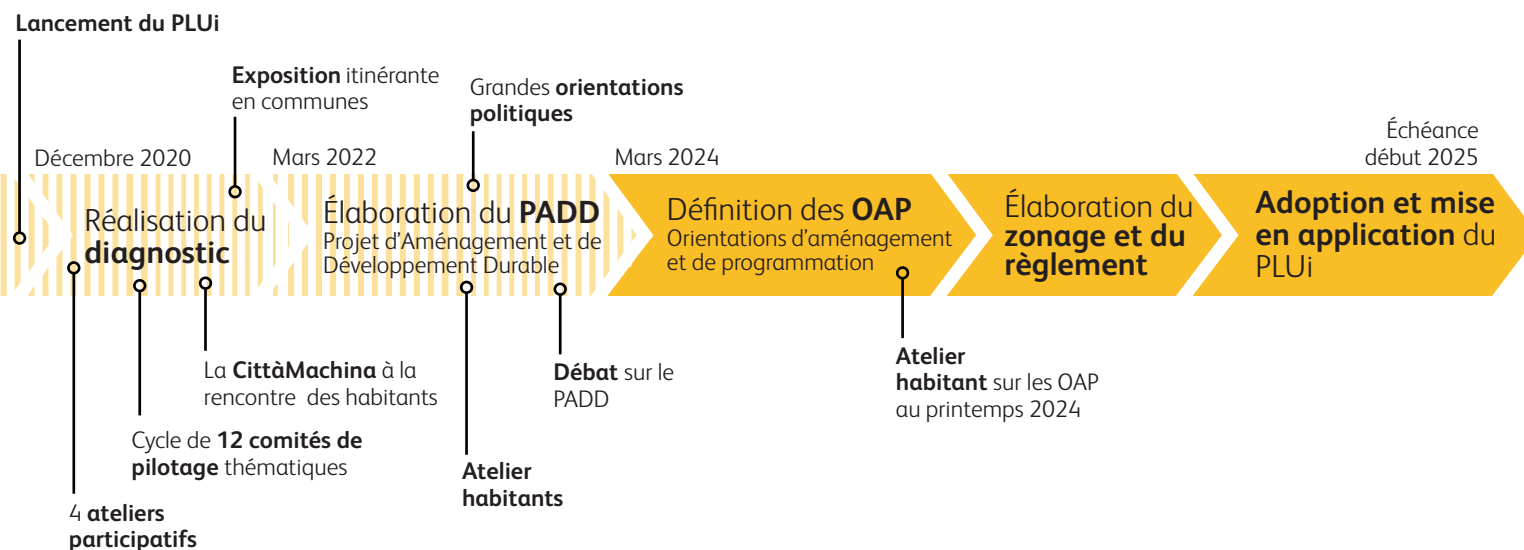 Lancement du PLUi
Exposition itinérante
en communes
Grandes orientations
politiques
Décembre 2020
Mars 2022
Mars 2024
Échéance
début 2025
Réalisation du
diagnostic
Élaboration du PADD
Projet d'Aménagement et de
Développement Durable
Définition des OAP
Orientations d'aménagement
et de programmation
Élaboration du
zonage et du
règlement
Adoption et mise
en application du
PLUi
La CittàMachina à la
rencontre des habitants
Cycle de 12 comités de
pilotage thématiques
4 ateliers
participatifs
Débat sur le
PADD
Atelier
habitants
Atelier
habitant sur les OAP
au printemps 2024